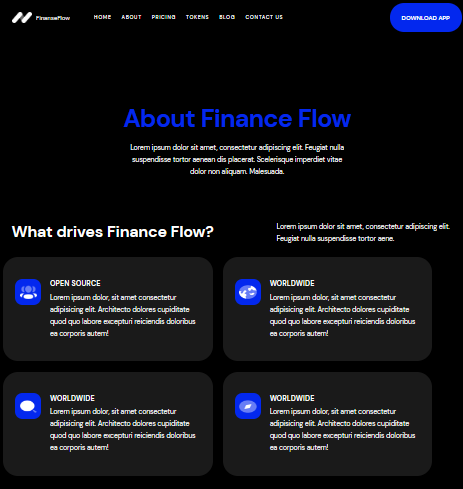 FinanseFlow
HOME ABOUT PRICING TOKENS BLOG CONTACT US
DOWNLOAD APP
About Finance Flow
Lorem ipsum dolor sit amet, consectetur adipiscing elit. Feugiat nulla
suspendisse tortor aenean dis placerat. Scelerisque imperdiet vitae
dolor non aliquam. Malesuada.
What drives Finance Flow?
Lorem ipsum dolor sit amet, consectetur adipiscing elit.
Feugiat nulla suspendisse tortor aene.
OPEN SOURCE
Lorem ipsum dolor, sit amet consectetur
adipisicing elit. Architecto dolores cupiditate
quod quo labore excepturi reiciendis doloribus
ea corporis autem!
WORLDWIDE
Lorem ipsum dolor, sit amet consectetur
adipisicing elit. Architecto dolores cupiditate
quod quo labore excepturi reiciendis doloribus
ea corporis autem!
WORLDWIDE
Lorem ipsum dolor, sit amet consectetur
adipisicing elit. Architecto dolores cupiditate
quod quo labore excepturi reiciendis doloribus
ea corporis autem!
WORLDWIDE
Lorem ipsum dolor, sit amet consectetur
adipisicing elit. Architecto dolores cupiditate
quod quo labore excepturi reiciendis doloribus
ea corporis autem!